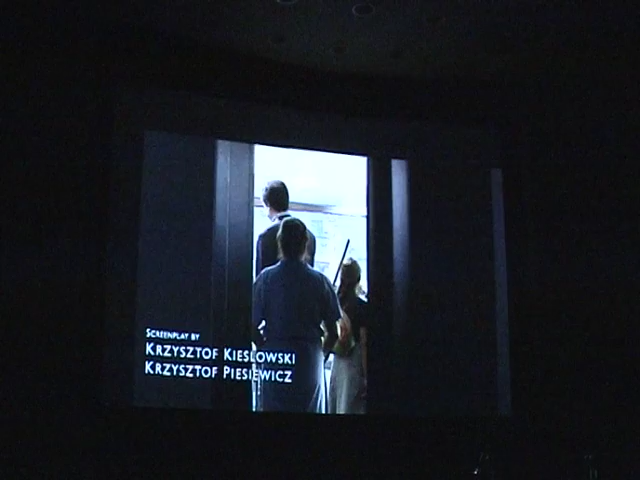 SCREENPLAY BY
KRZYSZTOF KIESLOWSKI
KRZYSZTOF PIESIEWICZ